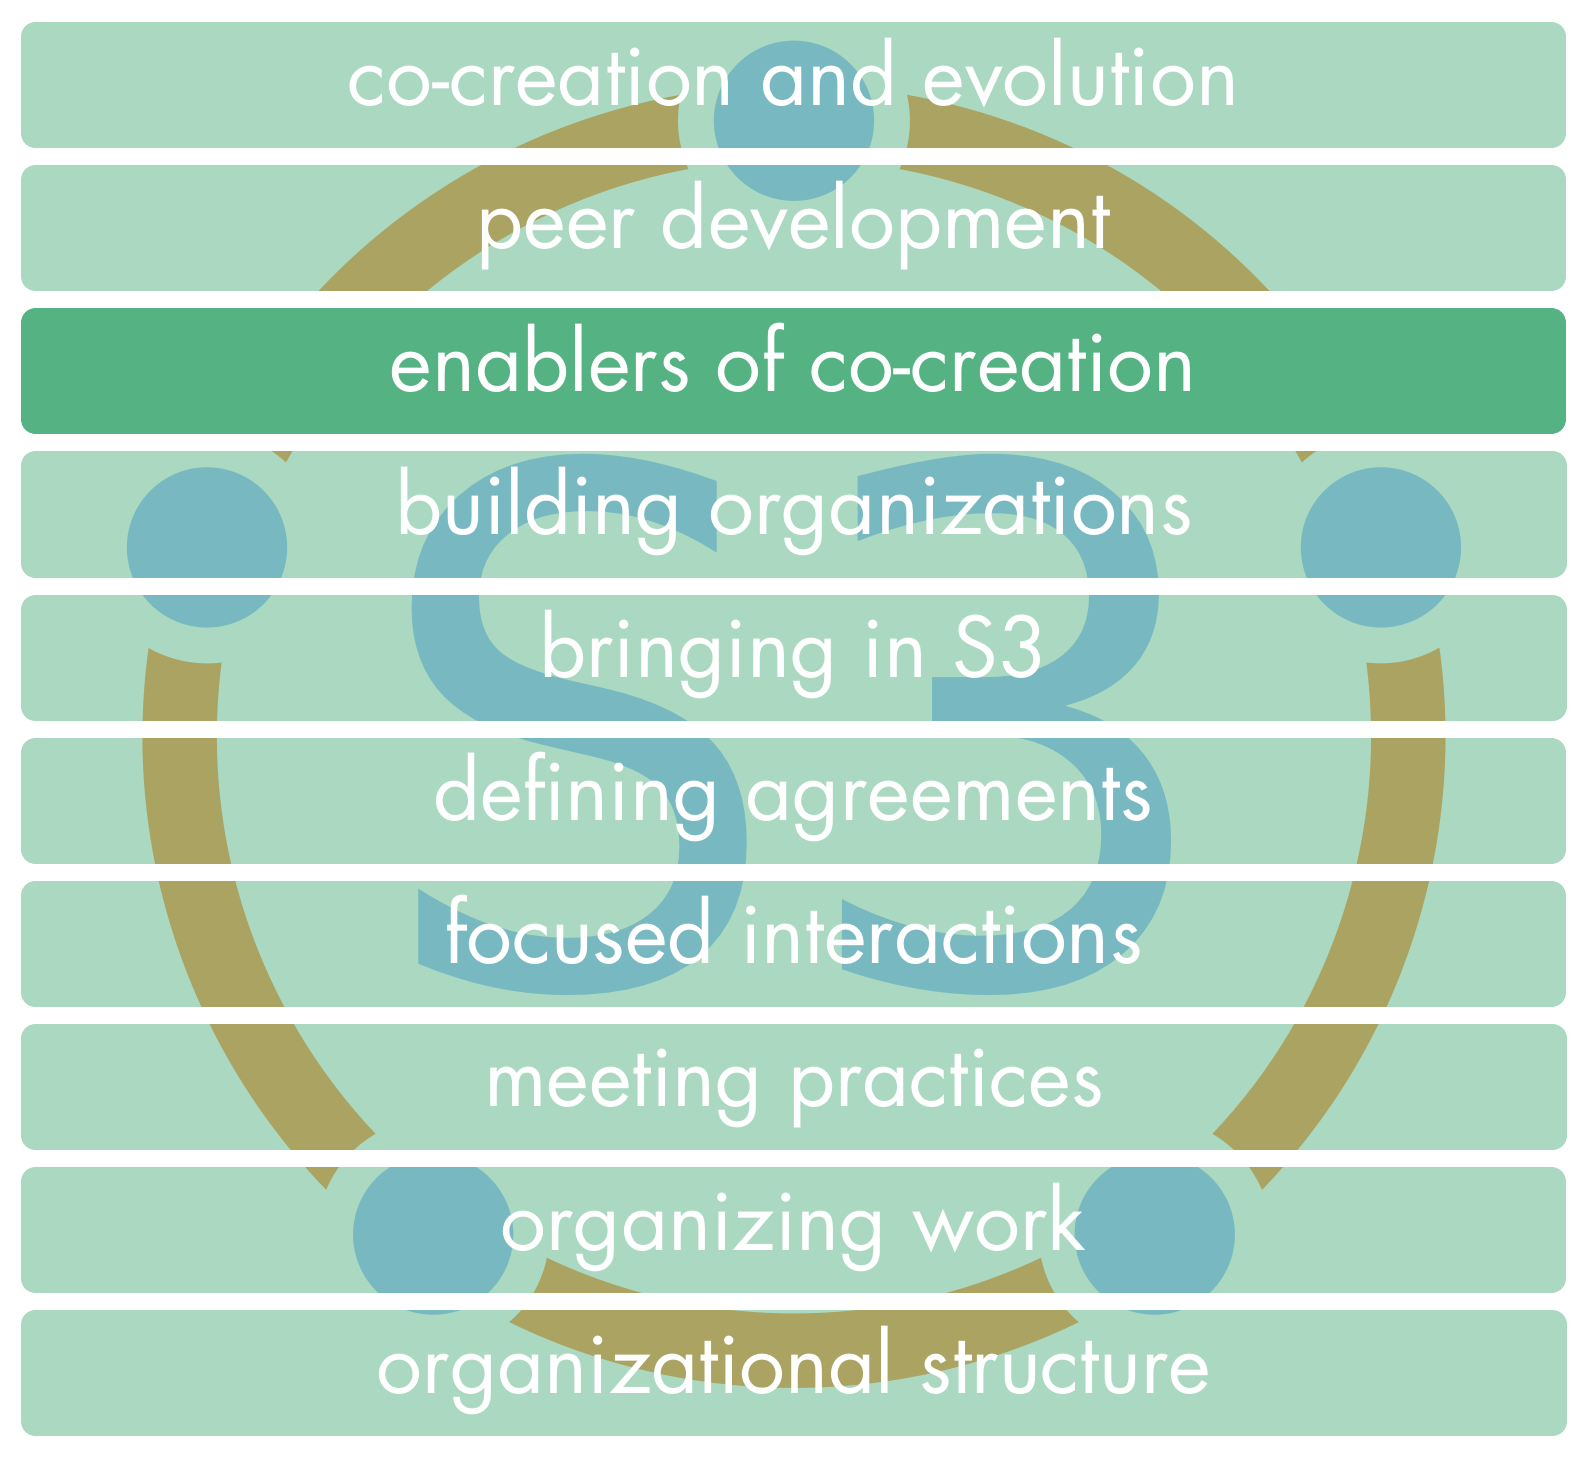 co-creation and evolution
peer development
enablers of co-creation
building organizations
bringing in S3
defining agreements
focused interactions
meeting practices
organizing work
organizational structure
S3